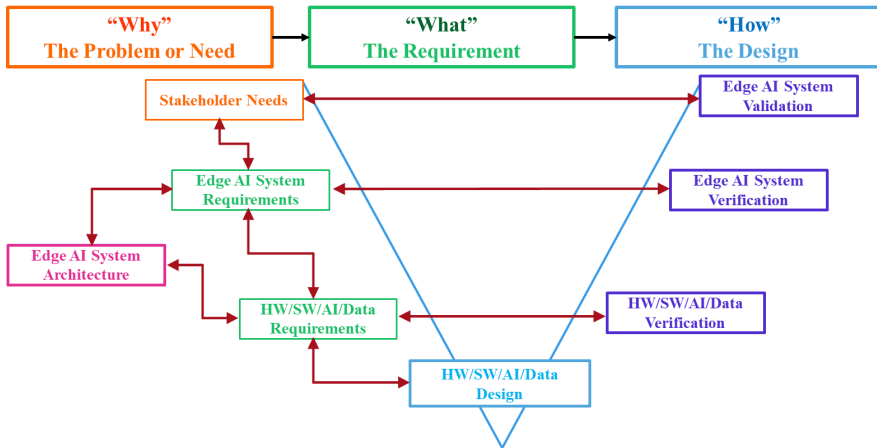 “Why”
The Problem or Need
“What”
The Requirement
“How”
The Design
Stakeholder Needs
Edge AI System
Validation
Edge AI System
Requirements
Edge AI System
Verification
Edge AI System
Architecture
HW/SW/AI/Data
Requirements
HW/SW/AI/Data
Verification
HW/SW/AI/Data
Design